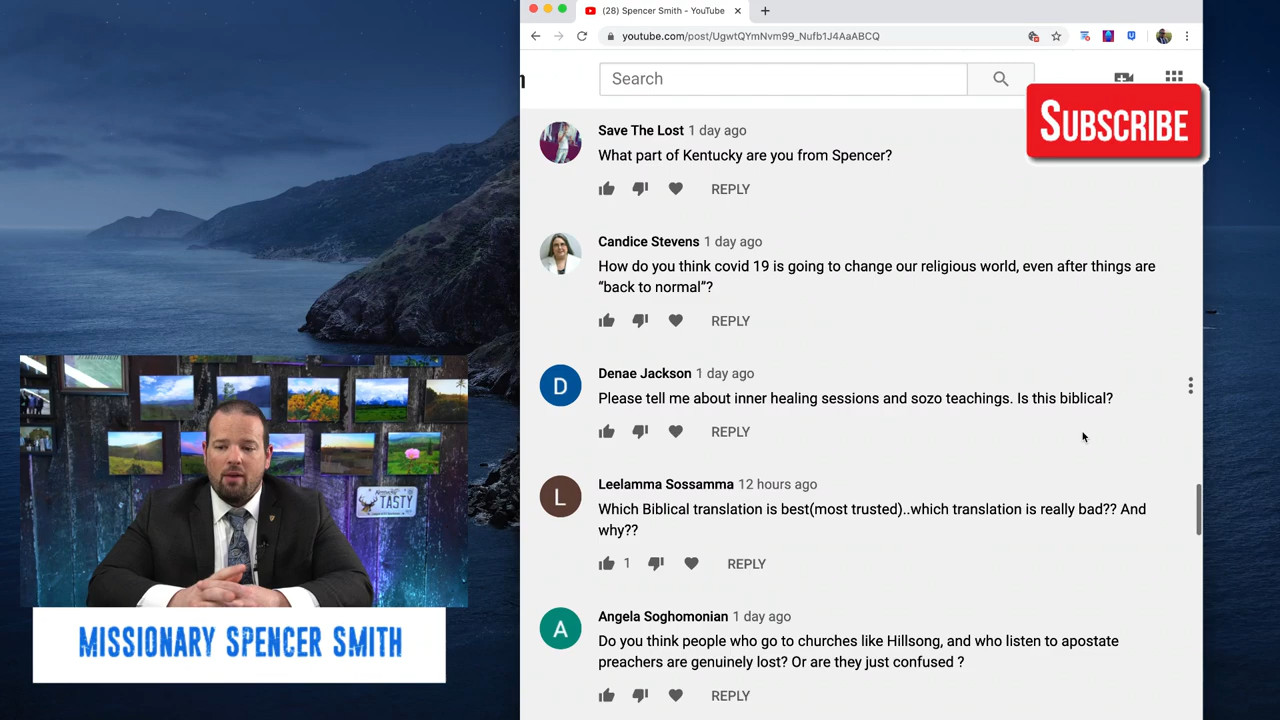 (28) Spencer Smith - YouTube
youtube.com/post/UgwtQYmNvm99_Nufb1J4AaABCQ
Search
SUBSCRIBE
Save The Lost 1 day ago
What part of Kentucky are you from Spencer?
REPLY
Candice Stevens 1 day ago
How do you think covid 19 is going to change our religious world, even after things are
“back to normal”?
REPLY
D
Denae Jackson 1 day ago
Please tell me about inner healing sessions and sozo teachings. Is this biblical?
REPLY
L
Leelamma Sossamma 12 hours ago
Which Biblical translation is best(most trusted)..which translation is really bad?? And
why??
1
REPLY
A
Angela Soghomonian 1 day ago
Do you think people who go to churches like Hillsong, and who listen to apostate
preachers are genuinely lost? Or are they just confused ?
REPLY
TASTY
MISSIONARY SPENCER SMITH